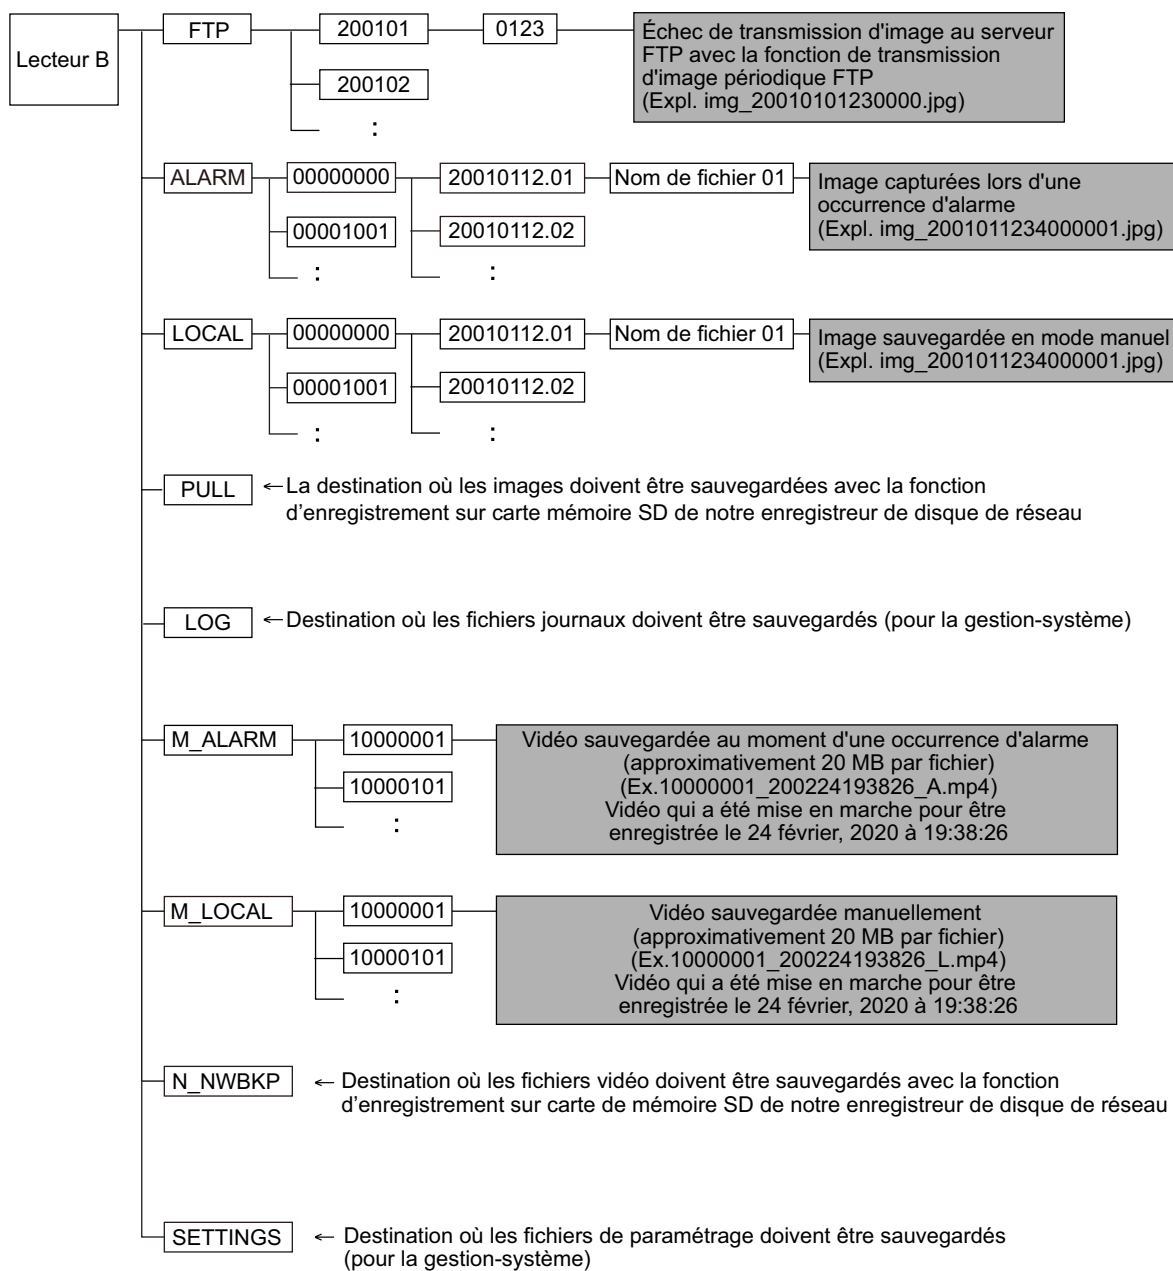 Lecteur B
FTP
200101
0123
Échec de transmission d'image au serveur
FTP avec la fonction de transmission
d'image périodique FTP
(Expl. img_20010101230000.jpg)
200102
:
ALARM
00000000
20010112.01
Nom de fichier 01
Image capturées lors d'une
occurrence d'alarme
(Expl. img_2001011234000001.jpg)
00001001
20010112.02
:
:
LOCAL
00000000
20010112.01
Nom de fichier 01
Image sauvegardée en mode manuel
(Expl. img_2001011234000001.jpg)
00001001
20010112.02
:
:
PULL
←La destination où les images doivent être sauvegardées avec la fonction
d’enregistrement sur carte mémoire SD de notre enregistreur de disque de réseau
LOG
←Destination où les fichiers journaux doivent être sauvegardés (pour la gestion-système)
M_ALARM
10000001
Vidéo sauvegardée au moment d'une occurrence d'alarme
(approximativement 20 MB par fichier)
(Ex.10000001_200224193826_A.mp4)
Vidéo qui a été mise en marche pour être
enregistrée le 24 février, 2020 à 19:38:26
10000101
:
M_LOCAL
10000001
Vidéo sauvegardée manuellement
(approximativement 20 MB par fichier)
(Ex.10000001_200224193826_L.mp4)
Vidéo qui a été mise en marche pour être
enregistrée le 24 février, 2020 à 19:38:26
10000101
:
N_NWBKP
← Destination où les fichiers vidéo doivent être sauvegardés avec la fonction
d’enregistrement sur carte de mémoire SD de notre enregistreur de disque de réseau
SETTINGS
← Destination où les fichiers de paramétrage doivent être sauvegardés
(pour la gestion-système)